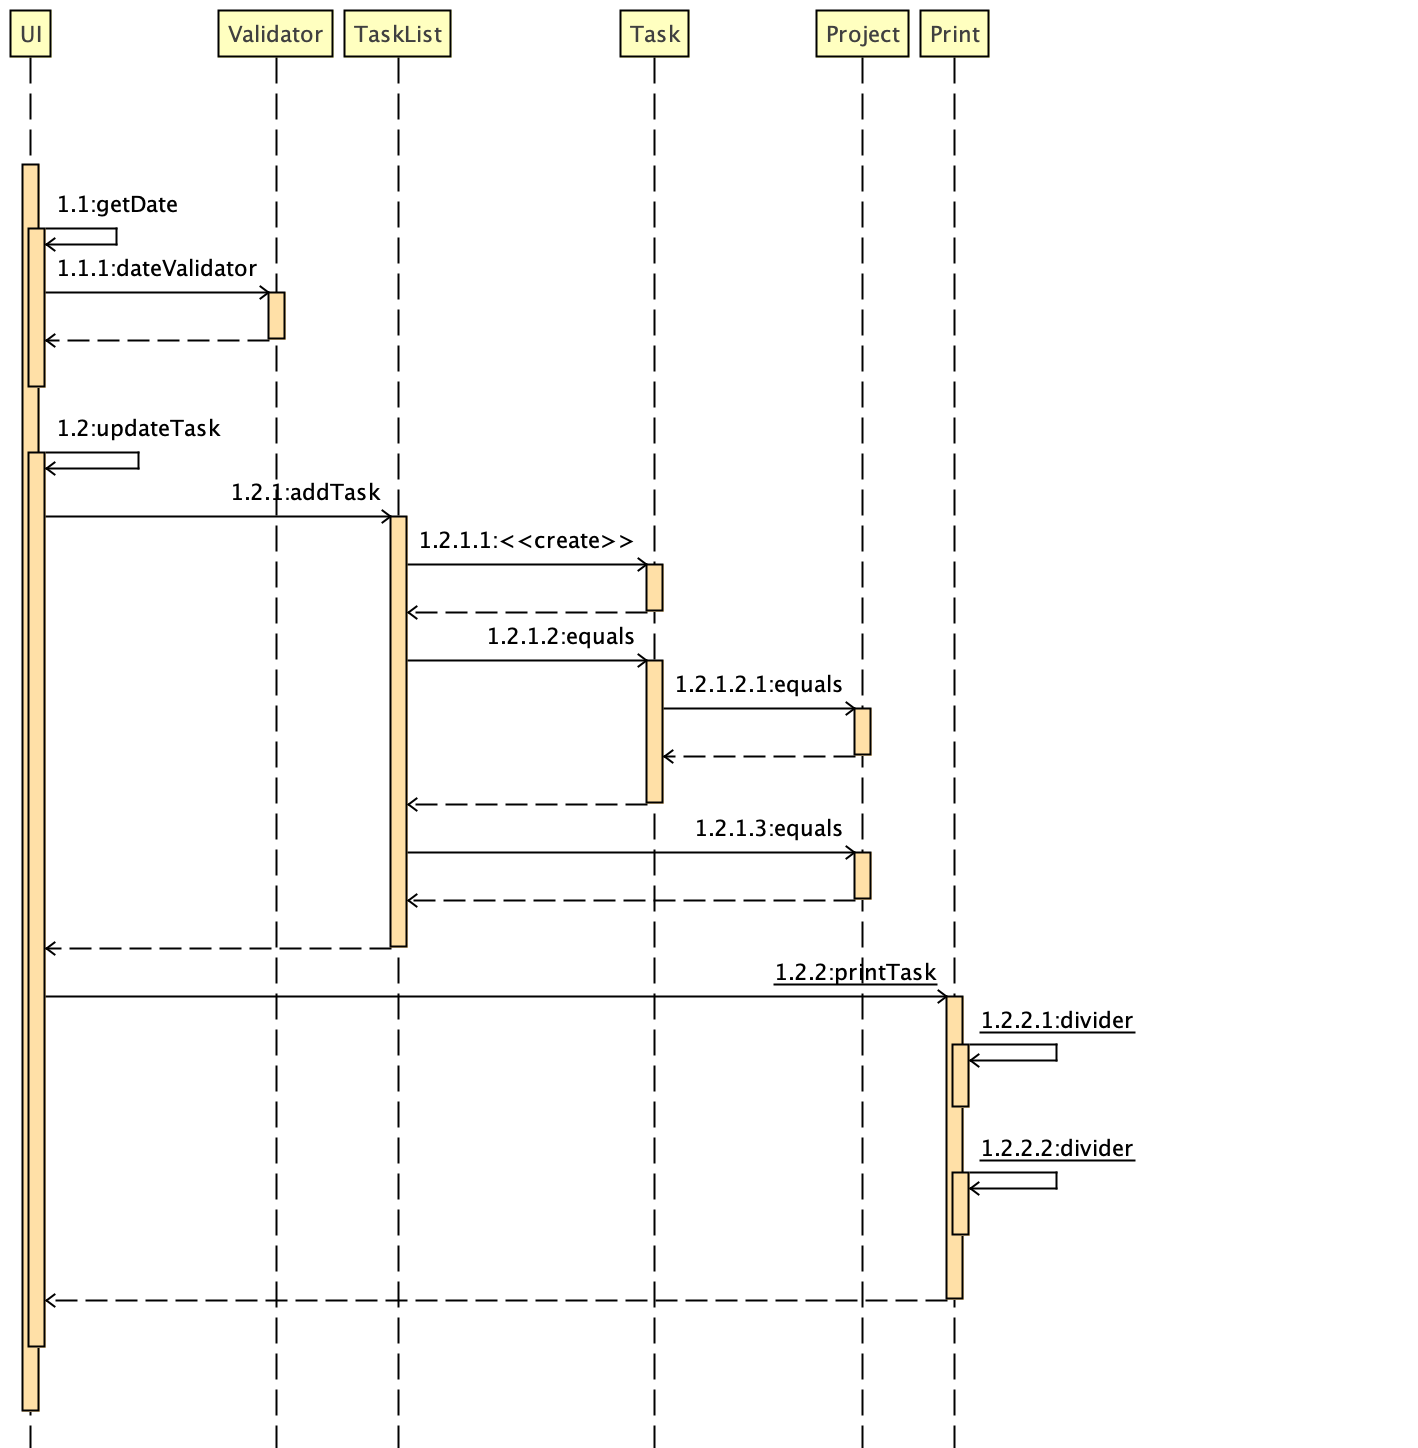 UI
Validator
TaskList
Task
Project
Print
1.1:getDate
1.1.1:dateValidator
1.2:updateTask
1.2.1:addTask
1.2.1.1:<<create>>
1.2.1.2:equals
1.2.1.2.1:equals
1.2.1.3:equals
1.2.2:printTask
1.2.2.1:divider
1.2.2.2:divider